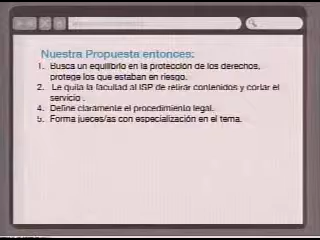 Nuestra Propuesta entonces:
1. Busca un equilibrio en la protección de los derechos,
protege los que estaban en riesgo.
2. Le quita la facultad al ISP de retirar contenidos y cortar el
servicio .
4. Define claramente el procedimiento legal.
5. Forma jueces/as con especialización en el tema.